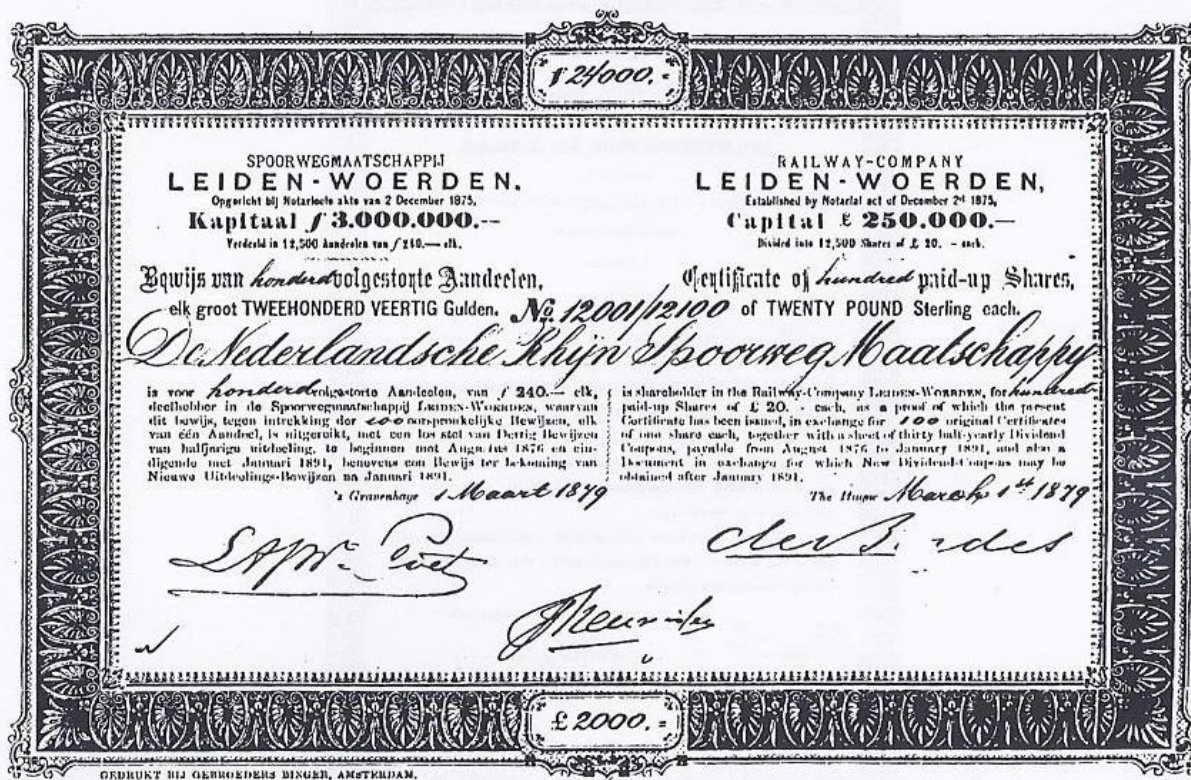 f 24000.=
SPOORWEGMAATSCHAPPIJ
LEIDEN-WOERDEN,
Opgericht bij Notarieele akte van 2 December 1875,
Kapitaal f 3.000.000.--
Verdeeld in 12,500 Aandeelen van f 240.— elk.
Bewijs van honderd volgestorte Aandeelen,
elk groot TWEEHONDERD VEERTIG Gulden.
RAILWAY-COMPANY
LEIDEN-WOERDEN,
Established by Notarial act of December 2d 1875,
Capital £ 250.000.—
Divided into 12,500 Shares of £ 20. - each.
Certificate of hundred paid-up Shares,
No. 12001/12100 of TWENTY POUND Sterling each.
De Nederlandsche Rhijn Spoorweg Maatschappy
is voor honderd volgestorte Aandeelen, van f 240.— elk,
deelhebber in de Spoorwegmaatschappij LEIDEN-WOERDEN, waarvan
dit bewijs, tegen intrekking der 100 oorspronkelijke Bewijzen, elk
van één Aandeel, is uitgereikt, met een los stel van Dertig Bewijzen
van halfjarige uitdeeling, te beginnen met Augustus 1876 en ein-
digende met Januari 1891, benevens een Bewijs ter bekoming van
Nieuwe Uitdeelings-Bewijzen na Januari 1891.
's Gravenhage 1 Maart 1879
is shareholder in the Railway-Company LEIDEN-WOERDEN, for hundred
paid-up Shares of £ 20. - each, as a proof of which the present
Certificate has been issued, in exchange for 100 original Certificates
of one share each, together with a sheet of thirty half-yearly Dividend
Coupons, payable from August 1876 to January 1891, and also a
Document in exchange for which New Dividend-Coupons may be
obtained after January 1891.
The Hague March 1st 1879
£ 2000.=
GEDRUKT BIJ GEBROEDERS BINGER, AMSTERDAM.